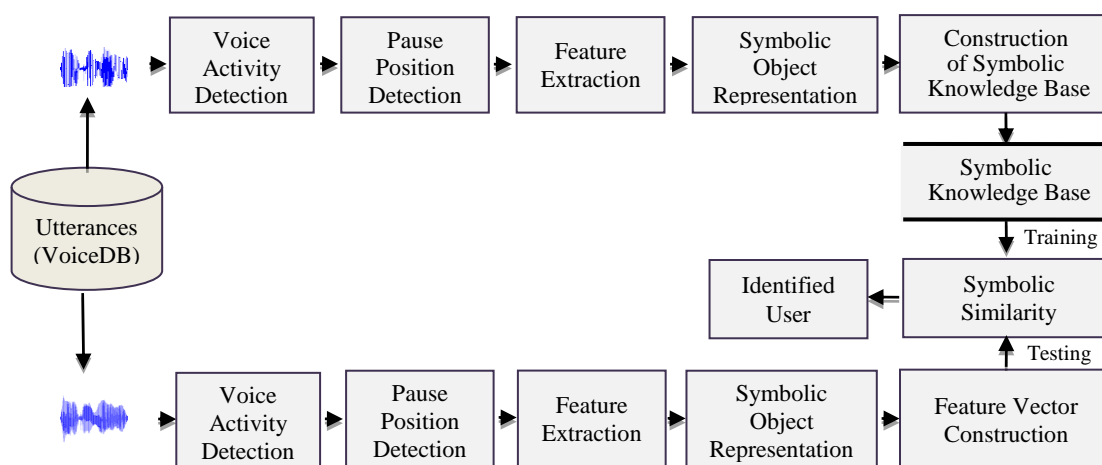 Voice
Activity
Detection
Pause
Position
Detection
Feature
Extraction
Symbolic
Object
Representation
Construction
of Symbolic
Knowledge Base
Symbolic
Knowledge Base
Training
Utterances
(VoiceDB)
Identified
User
Symbolic
Similarity
Testing
Voice
Activity
Detection
Pause
Position
Detection
Feature
Extraction
Symbolic
Object
Representation
Feature Vector
Construction